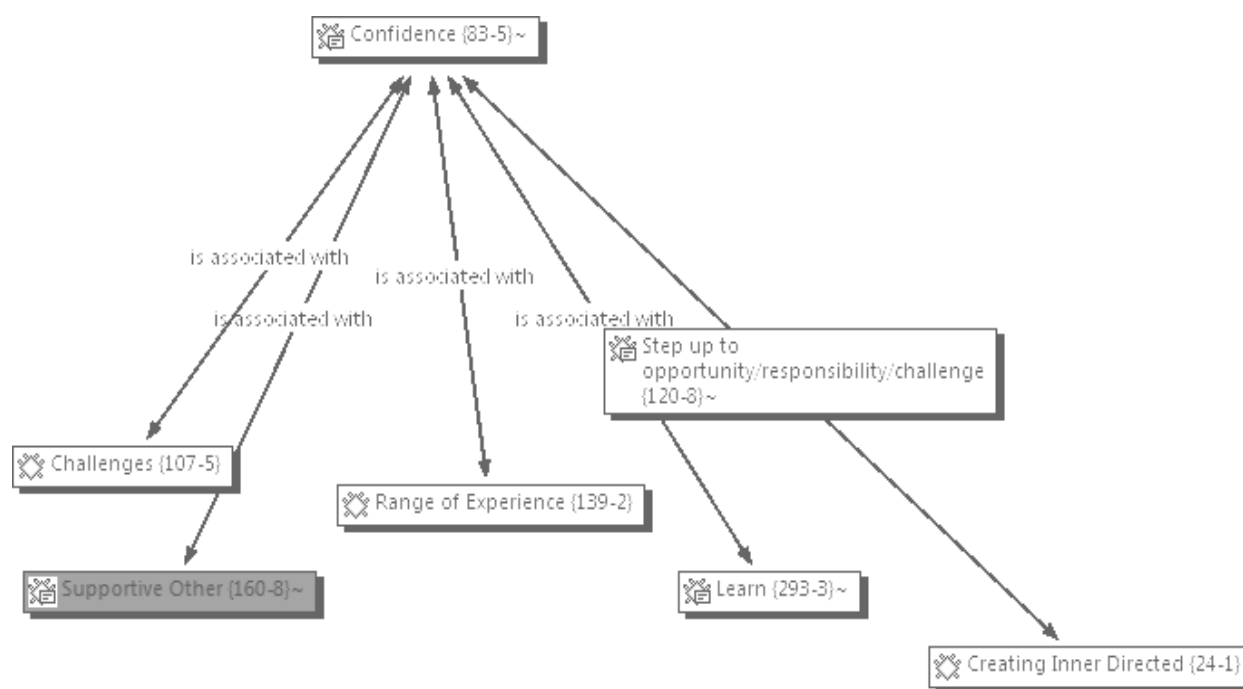 Confidence {83-5}~
is associated with
is associated with
is associated with
is associated with
Step up to
opportunity/responsibility/challenge
{120-8}~
Challenges {107-5}
Range of Experience {139-2}
Supportive Other {160-8}~
Learn {293-3}~
Creating Inner Directed {24-1}